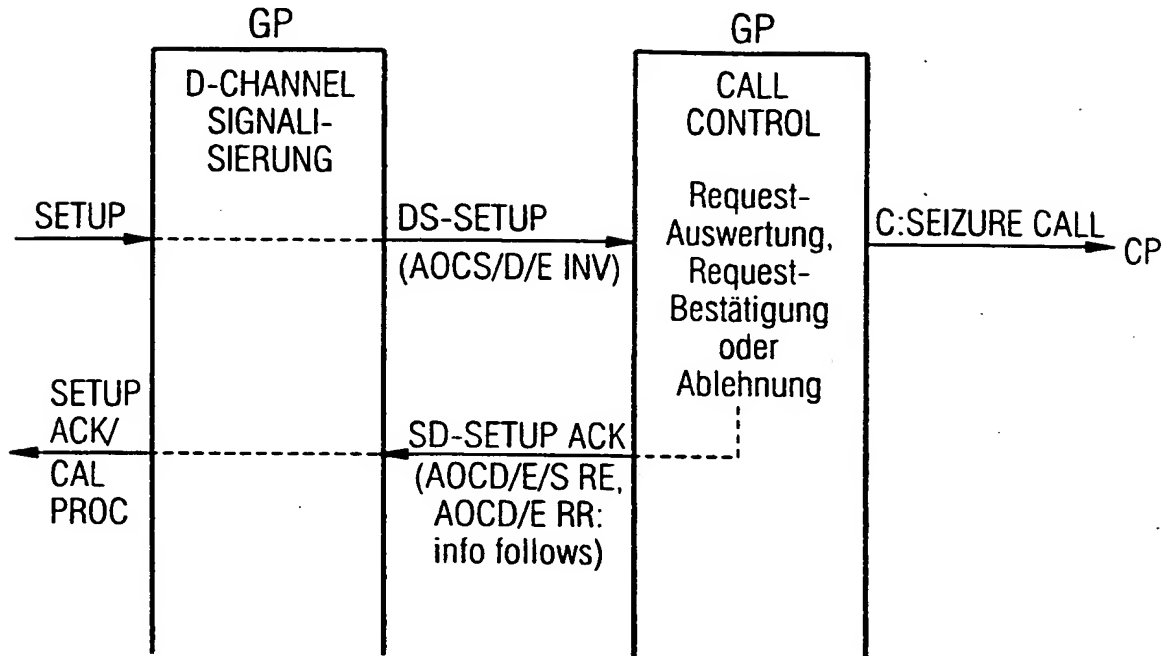 GP
D-CHANNEL
SIGNALI-
SIERUNG
SETUP
DS-SETUP
(AOCS/D/E INV)
SETUP
ACK/
CAL
PROC
SD-SETUP ACK
(AOCD/E/S RE,
AOCD/E RR:
info follows)
GP
CALL
CONTROL
Request-
Auswertung,
Request-
Bestätigung
oder
Ablehnung
C:SEIZURE CALL
CP